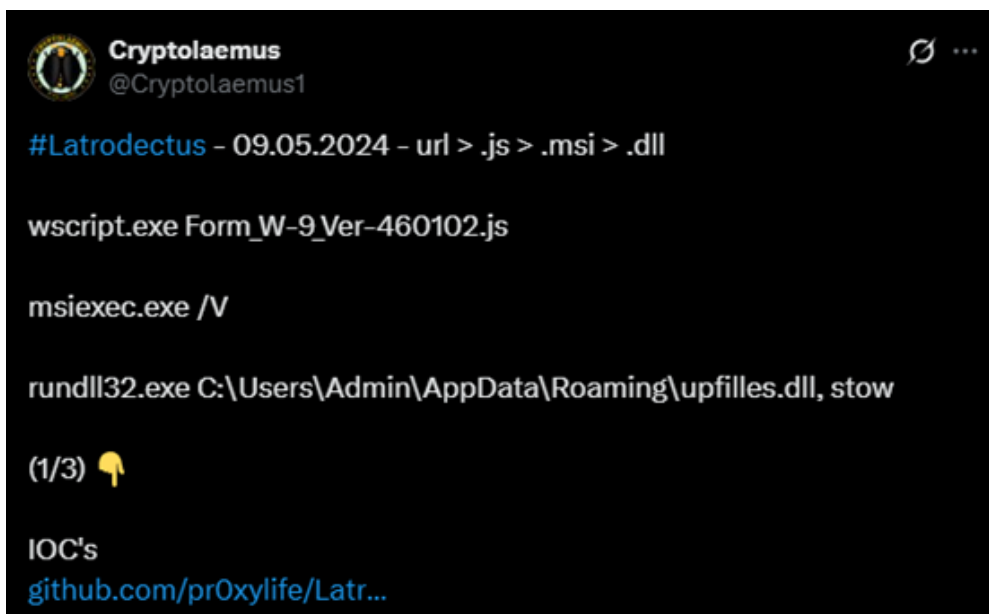 Cryptolaemus
@Cryptolaemus1
#Latrodectus - 09.05.2024 - url > .js > .msi > .dll
wscript.exe Form_W-9_Ver-460102.js
msiexec.exe /V
rundll32.exe C:\Users\Admin\AppData\Roaming\upfilles.dll, stow
(1/3) 👇
IOC's
github.com/pr0xylife/Latr...